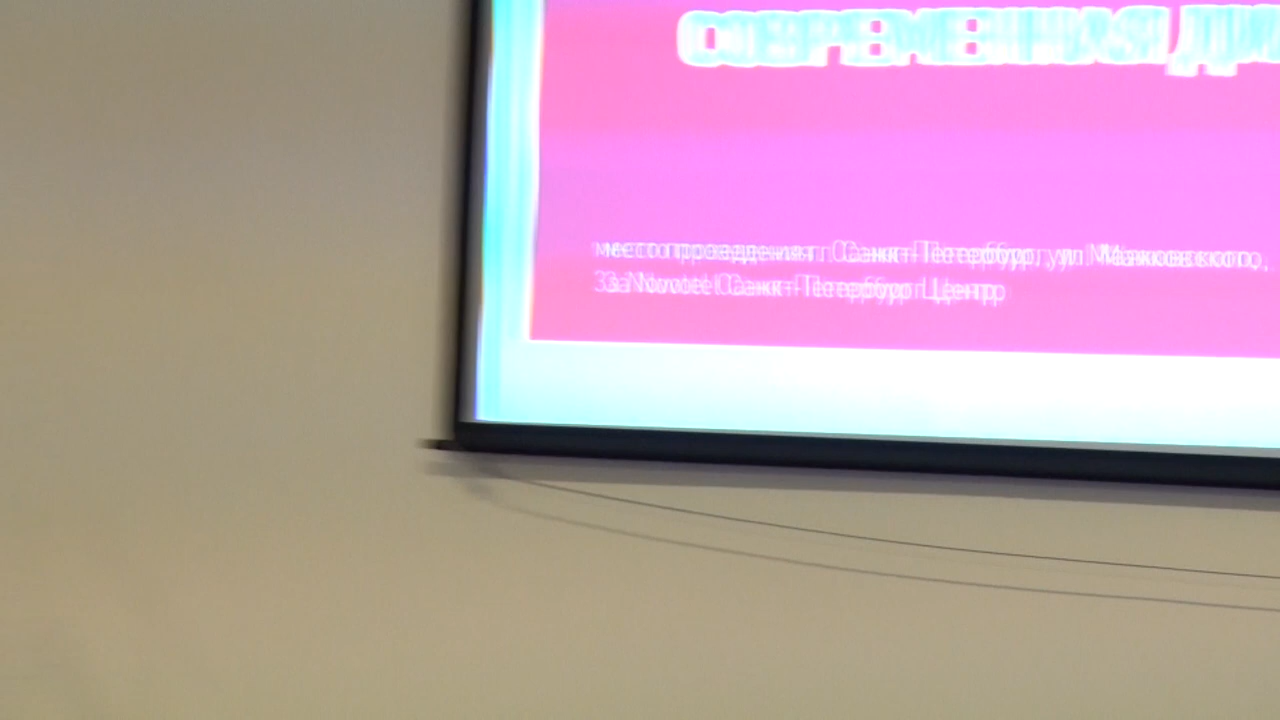 СОВРЕМЕННАЯ
место проведения г. Санкт-Петербург, ул Маяковского,
3а Novotel Санкт-Петербург Центр